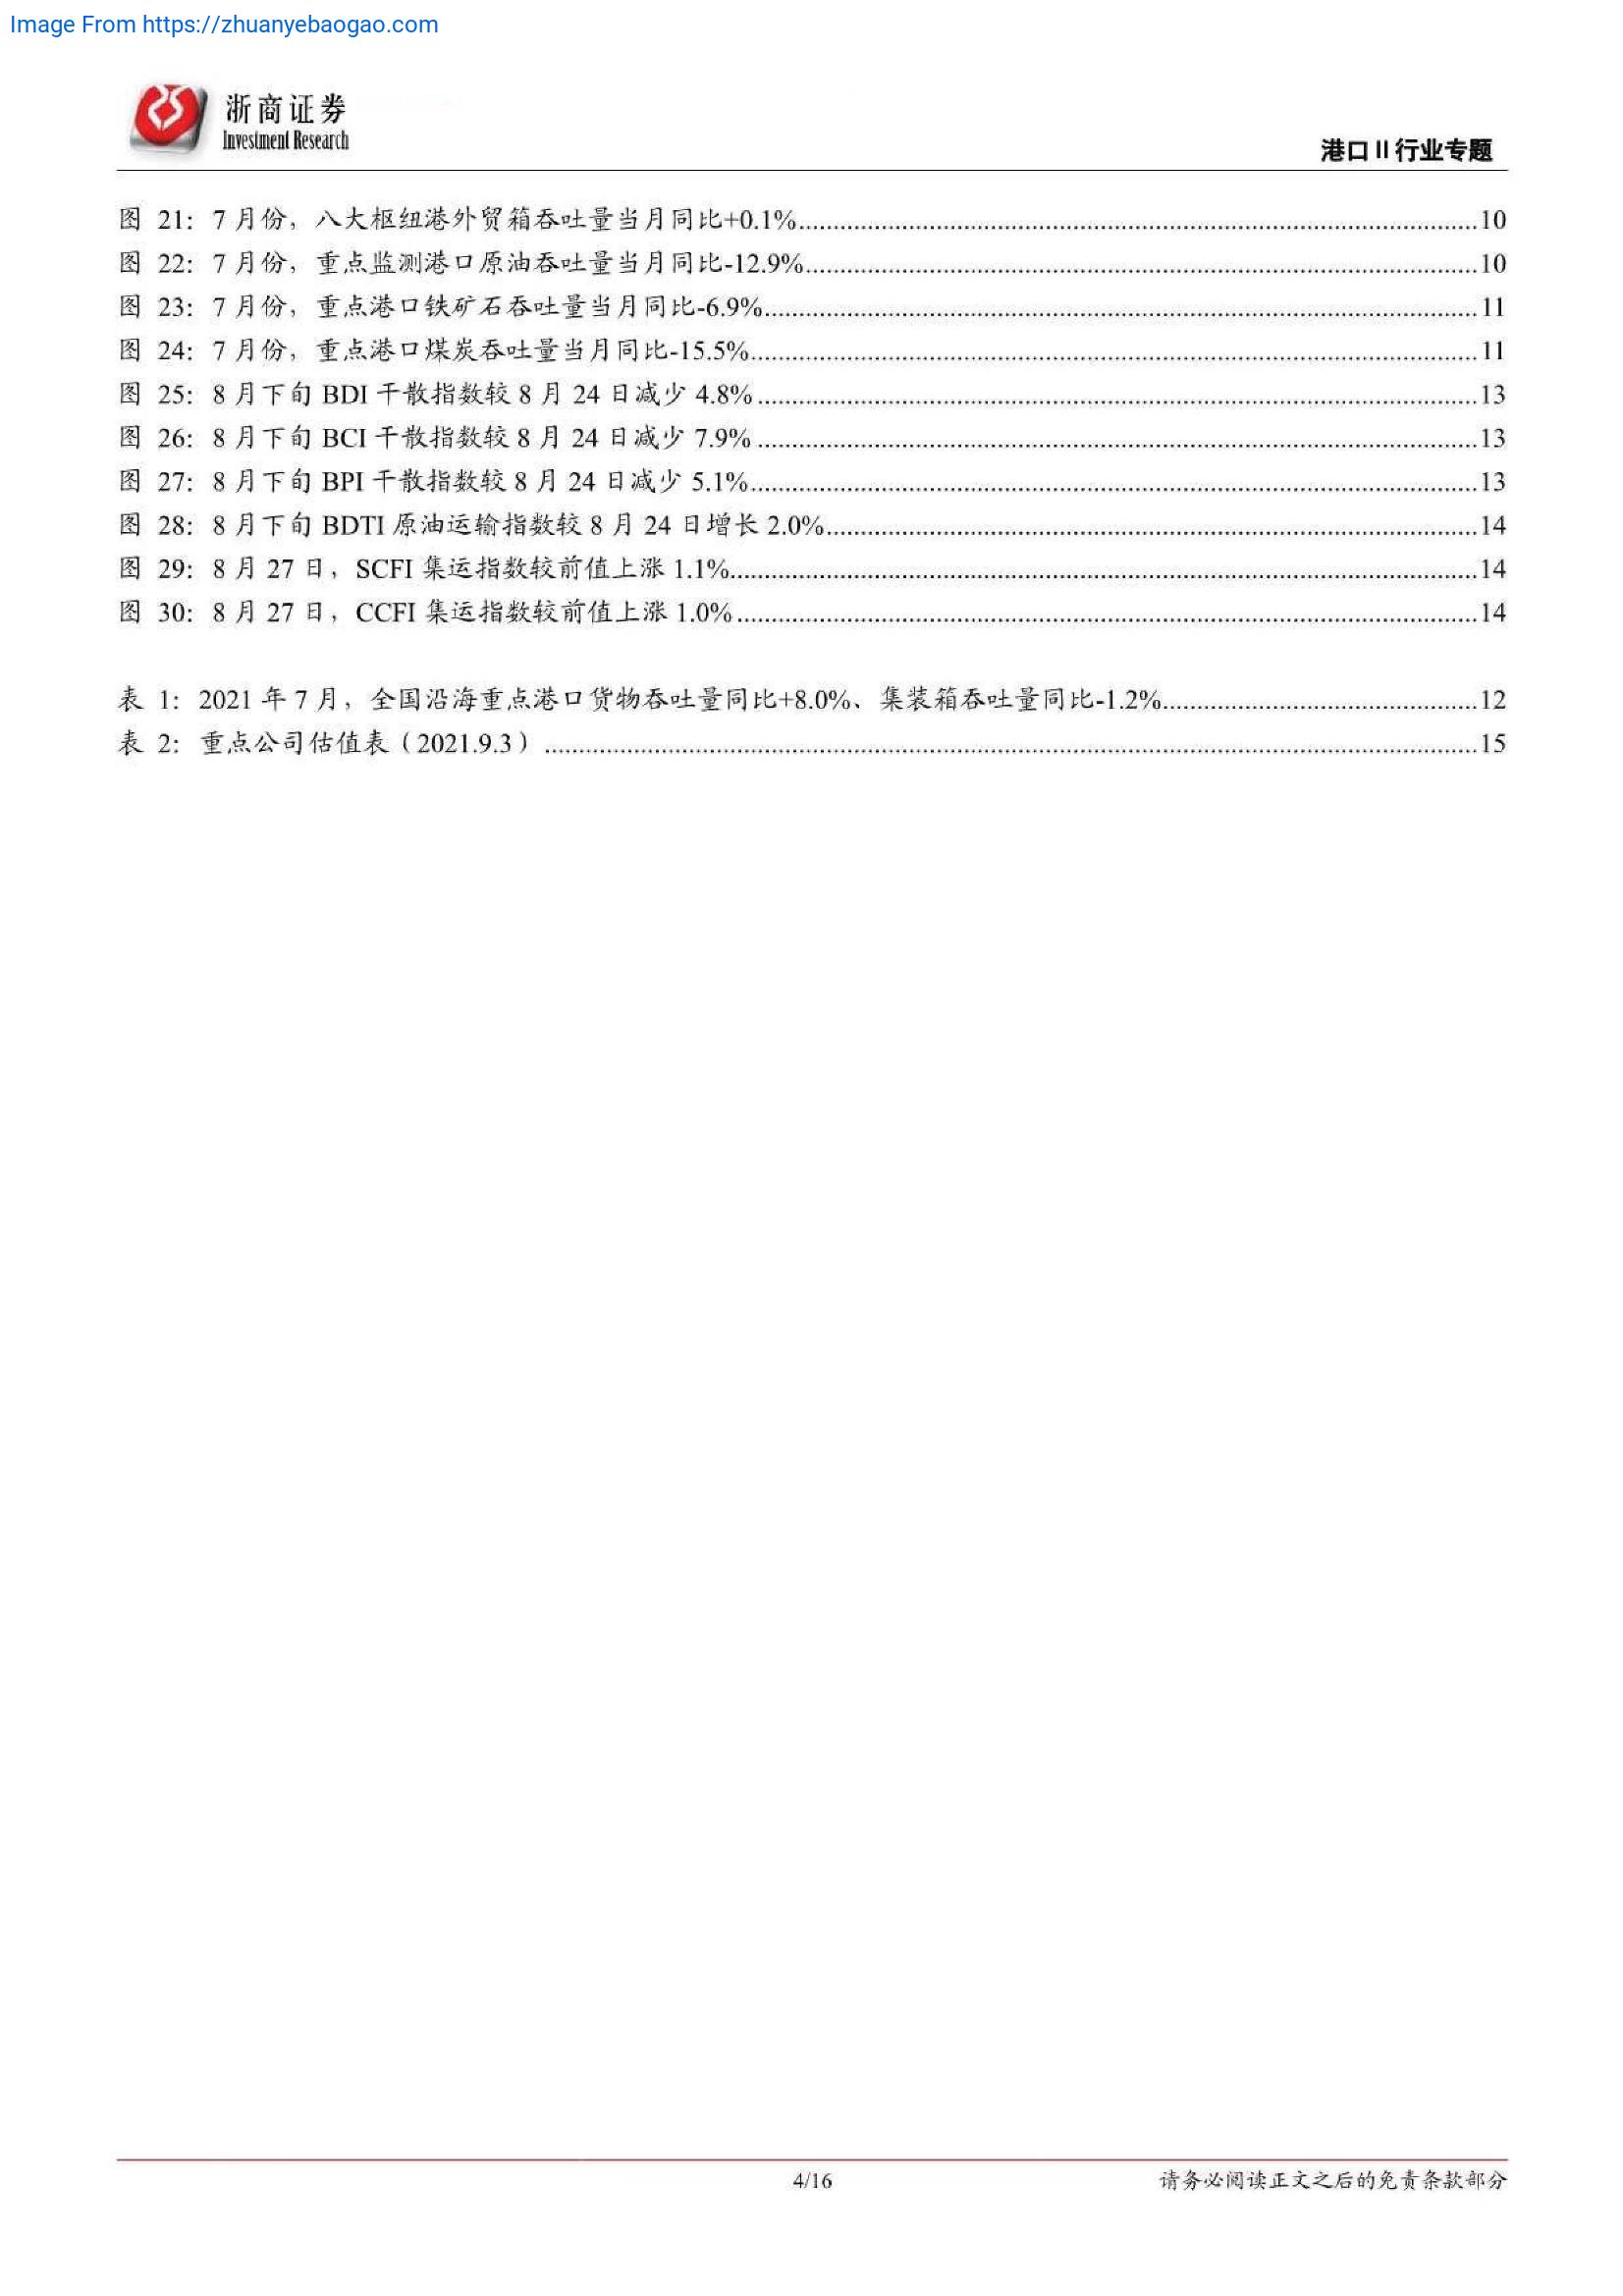 Image From https://zhuanyebaogao.com
浙商证券
Investment Research
港口 II 行业专题
图 21：7 月份，八大枢纽港外贸箱吞吐量当月同比+0.1%....................10
图 22：7 月份，重点监测港口原油吞吐量当月同比-12.9%....................10
图 23：7 月份，重点港口铁矿石吞吐量当月同比-6.9%....................11
图 24：7 月份，重点港口煤炭吞吐量当月同比-15.5%....................11
图 25：8 月下旬 BDI 干散指数较 8 月 24 日减少 4.8%....................13
图 26：8 月下旬 BCI 干散指数较 8 月 24 日减少 7.9%....................13
图 27：8 月下旬 BPI 干散指数较 8 月 24 日减少 5.1%....................13
图 28：8 月下旬 BDTI 原油运输指数较 8 月 24 日增长 2.0%....................14
图 29：8 月 27 日，SCFI 集运指数较前值上涨 1.1%....................14
图 30：8 月 27 日，CCFI 集运指数较前值上涨 1.0%....................14
表 1：2021 年 7 月，全国沿海重点港口货物吞吐量同比+8.0%、集装箱吞吐量同比-1.2%....................12
表 2：重点公司估值表（2021.9.3）....................15
4/16
请务必阅读正文之后的免责条款部分